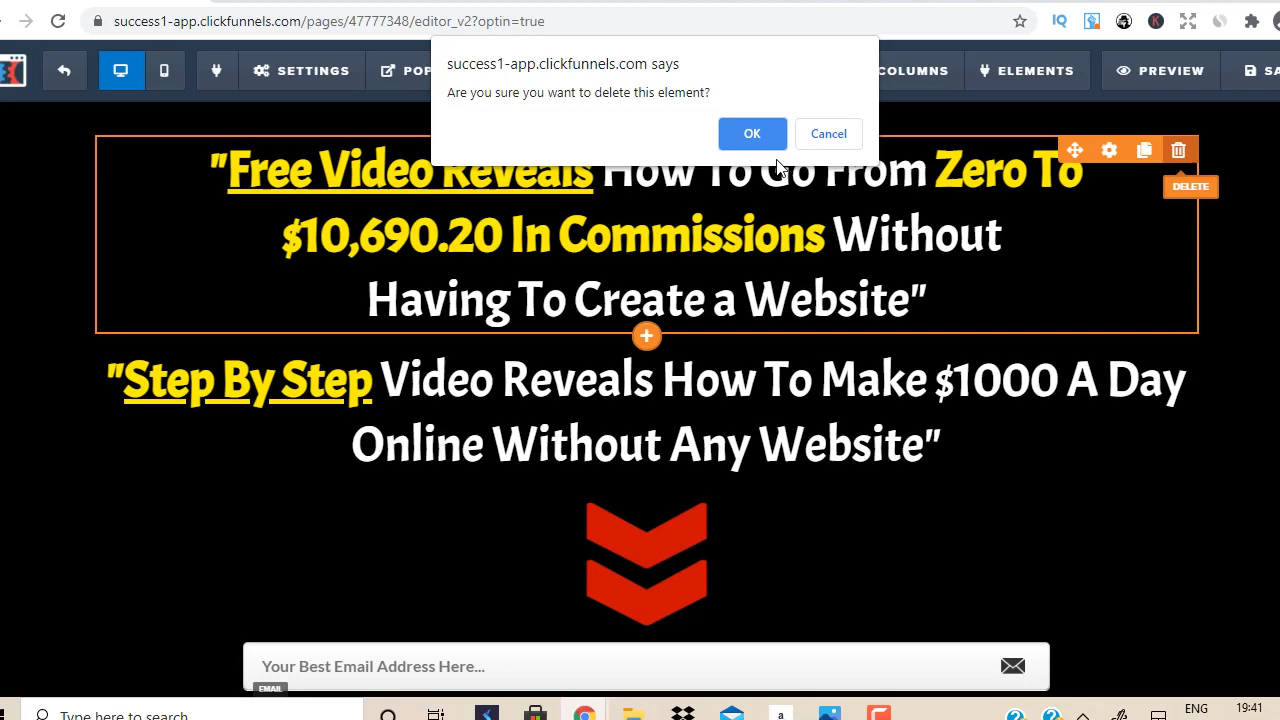 success1-app.clickfunnels.com/pages/47777348/editor_v2?optin=true
success1-app.clickfunnels.com says
Are you sure you want to delete this element?
OK
Cancel
SETTINGS
COLUMNS
ELEMENTS
PREVIEW
DELETE
"Free Video Reveals How To Go From Zero To
$10,690.20 In Commissions Without
Having To Create a Website"
"Step By Step Video Reveals How To Make $1000 A Day
Online Without Any Website"
Your Best Email Address Here...
EMAIL
Type here to search
ENG
19:41